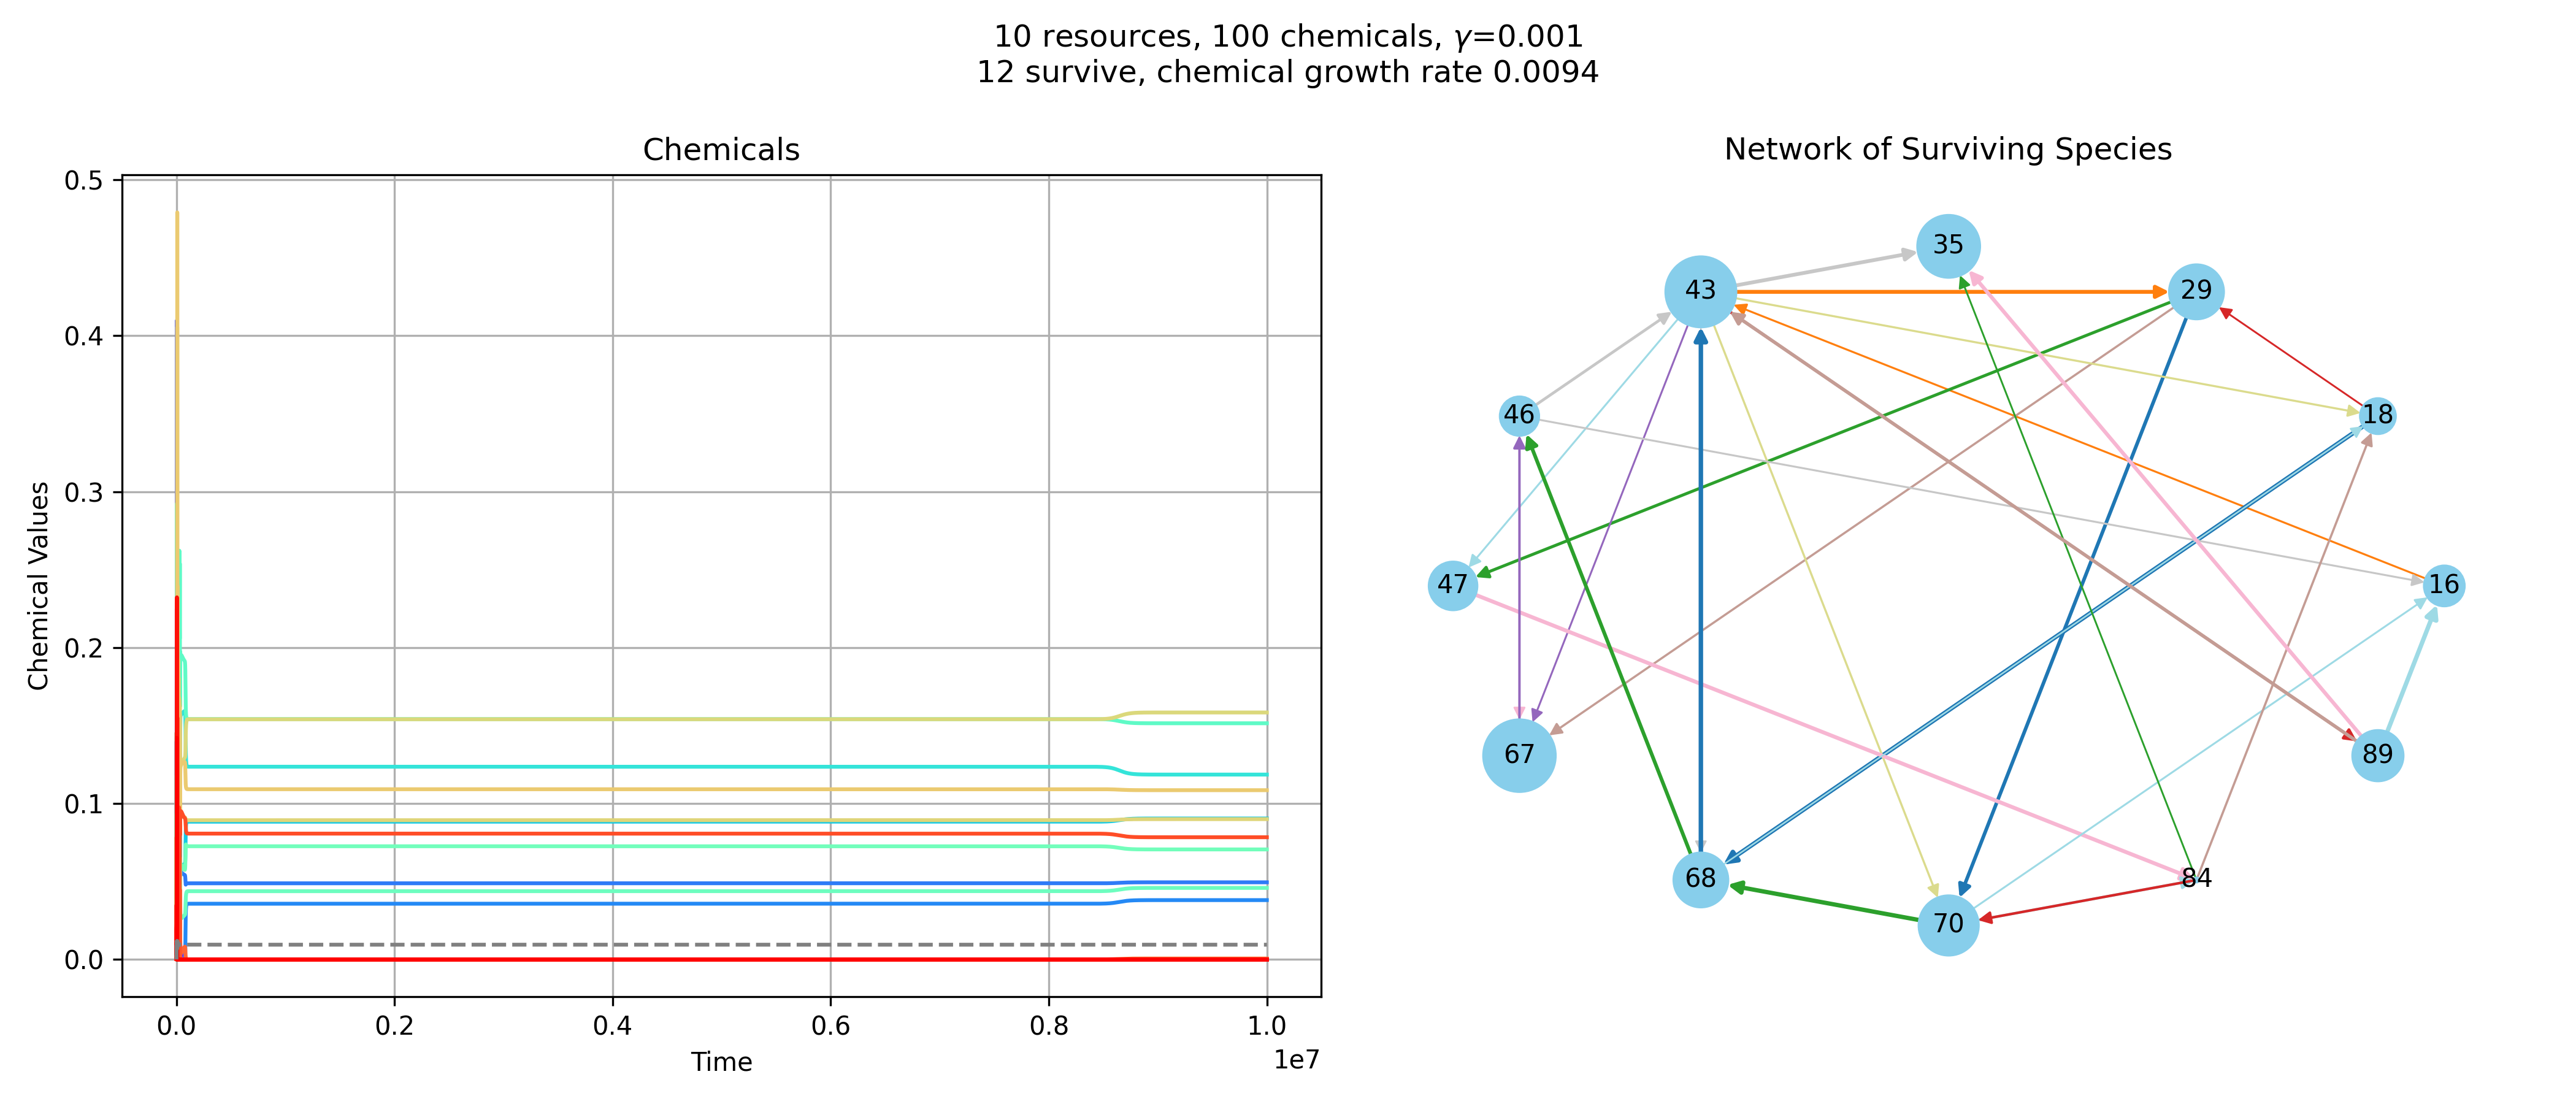 10 resources, 100 chemicals, γ=0.001
12 survive, chemical growth rate 0.0094
Chemicals
0.5
0.4
0.3
0.2
0.1
0.0
Chemical Values
0.0 0.2 0.4 0.6 0.8 1.0
1e7
Time
Network of Surviving Species
35
43
29
46
18
47
16
67
89
68
84
70